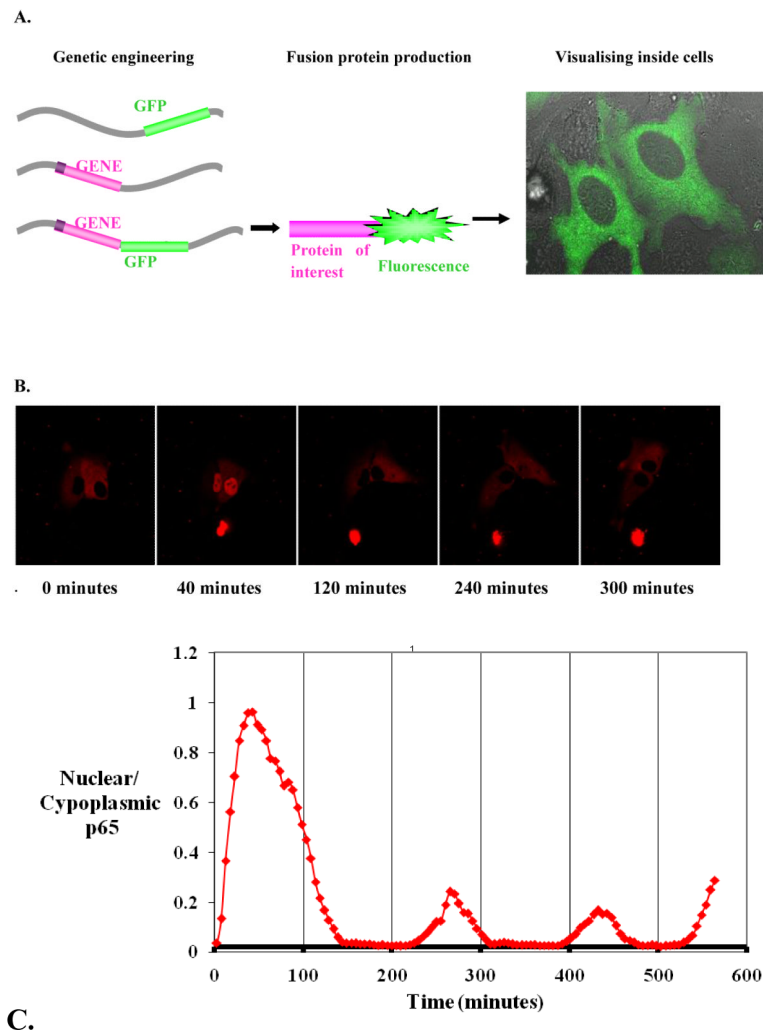 A.
Genetic engineering Fusion protein production Visualising inside cells
GFP
GENE
GENE
GFP
Protein of
interest
Fluorescence
B.
. 0 minutes 40 minutes 120 minutes 240 minutes 300 minutes
1
1.2
1
0.8
0.6
0.4
0.2
0
Nuclear/
Cypoplasmic
p65
0 100 200 300 400 500 600
Time (minutes)
C.